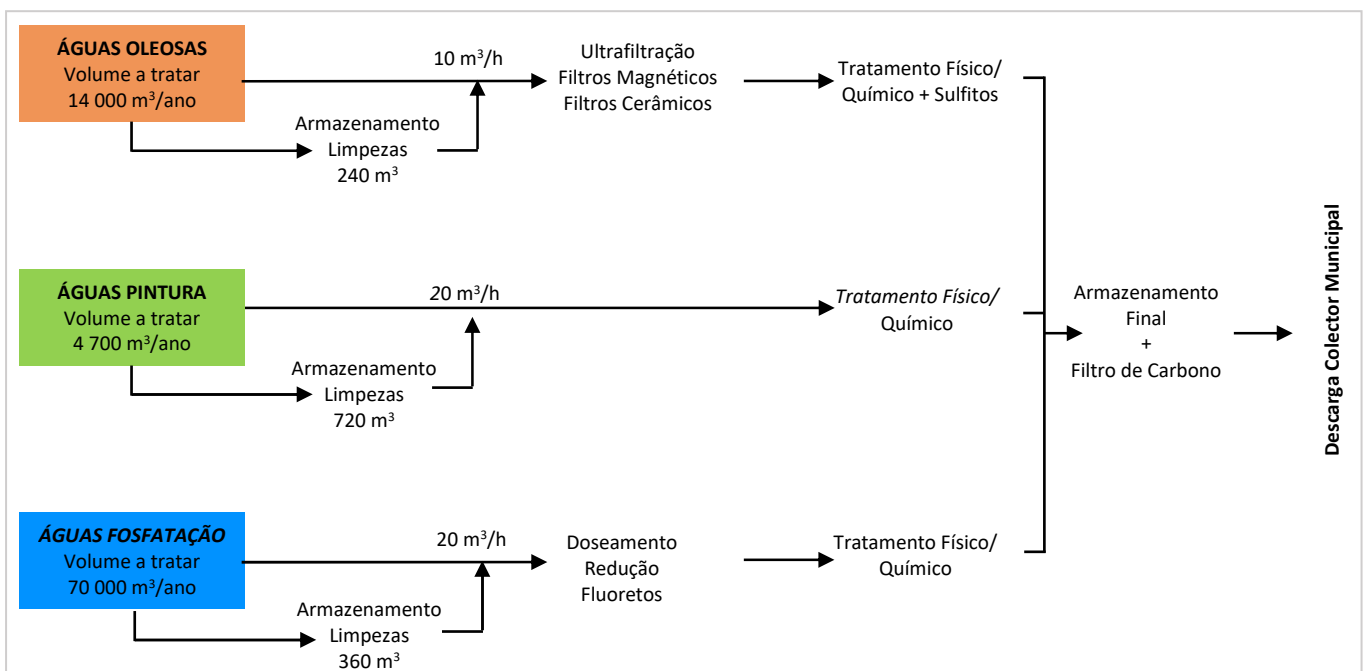 ÁGUAS OLEOSAS
Volume a tratar
14 000 m³/ano
10 m³/h
Armazenamento
Limpezas
240 m³
Ultrafiltração
Filtros Magnéticos
Filtros Cerâmicos
Tratamento Físico/
Químico + Sulfitos
ÁGUAS PINTURA
Volume a tratar
4 700 m³/ano
20 m³/h
Armazenamento
Limpezas
720 m³
Tratamento Físico/
Químico
ÁGUAS FOSFATAÇÃO
Volume a tratar
70 000 m³/ano
20 m³/h
Armazenamento
Limpezas
360 m³
Doseamento
Redução
Fluoretos
Tratamento Físico/
Químico
Armazenamento
Final
+
Filtro de Carbono
Descarga Colector Municipal